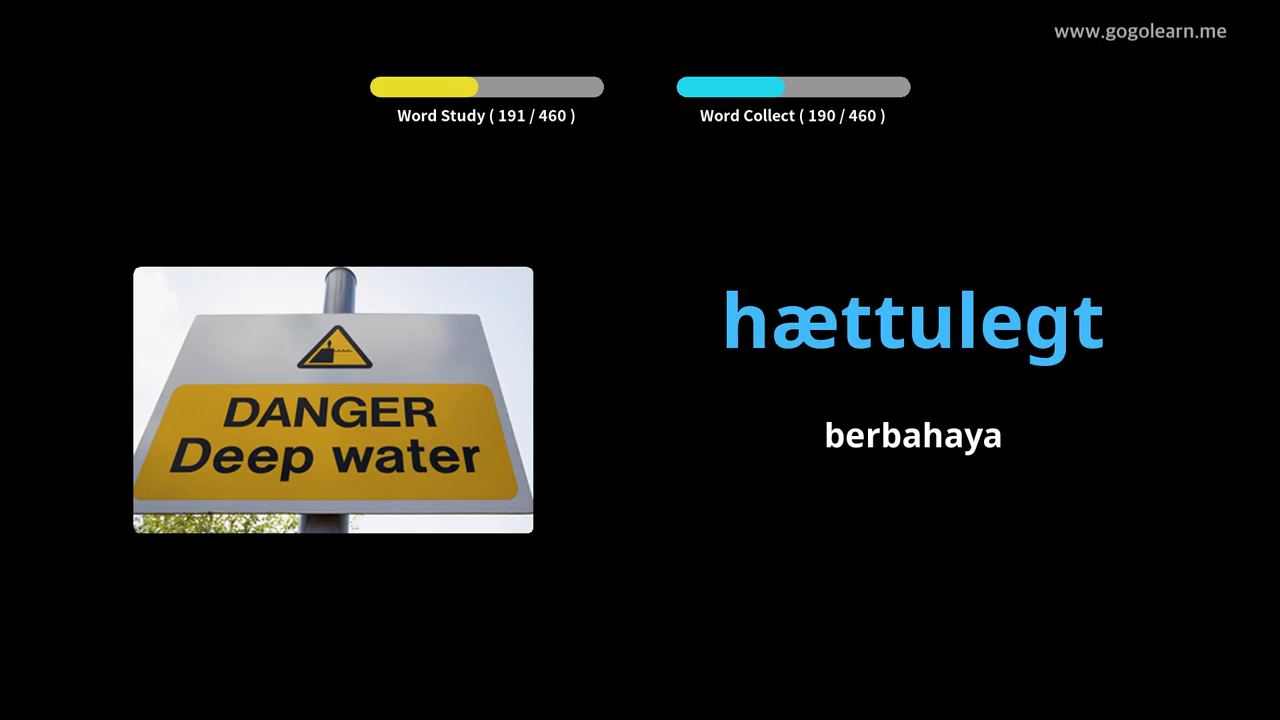 www.gogolearn.me
Word Study ( 191 / 460 )
Word Collect ( 190 / 460 )
DANGER
Deep water
hættulegt
berbahaya